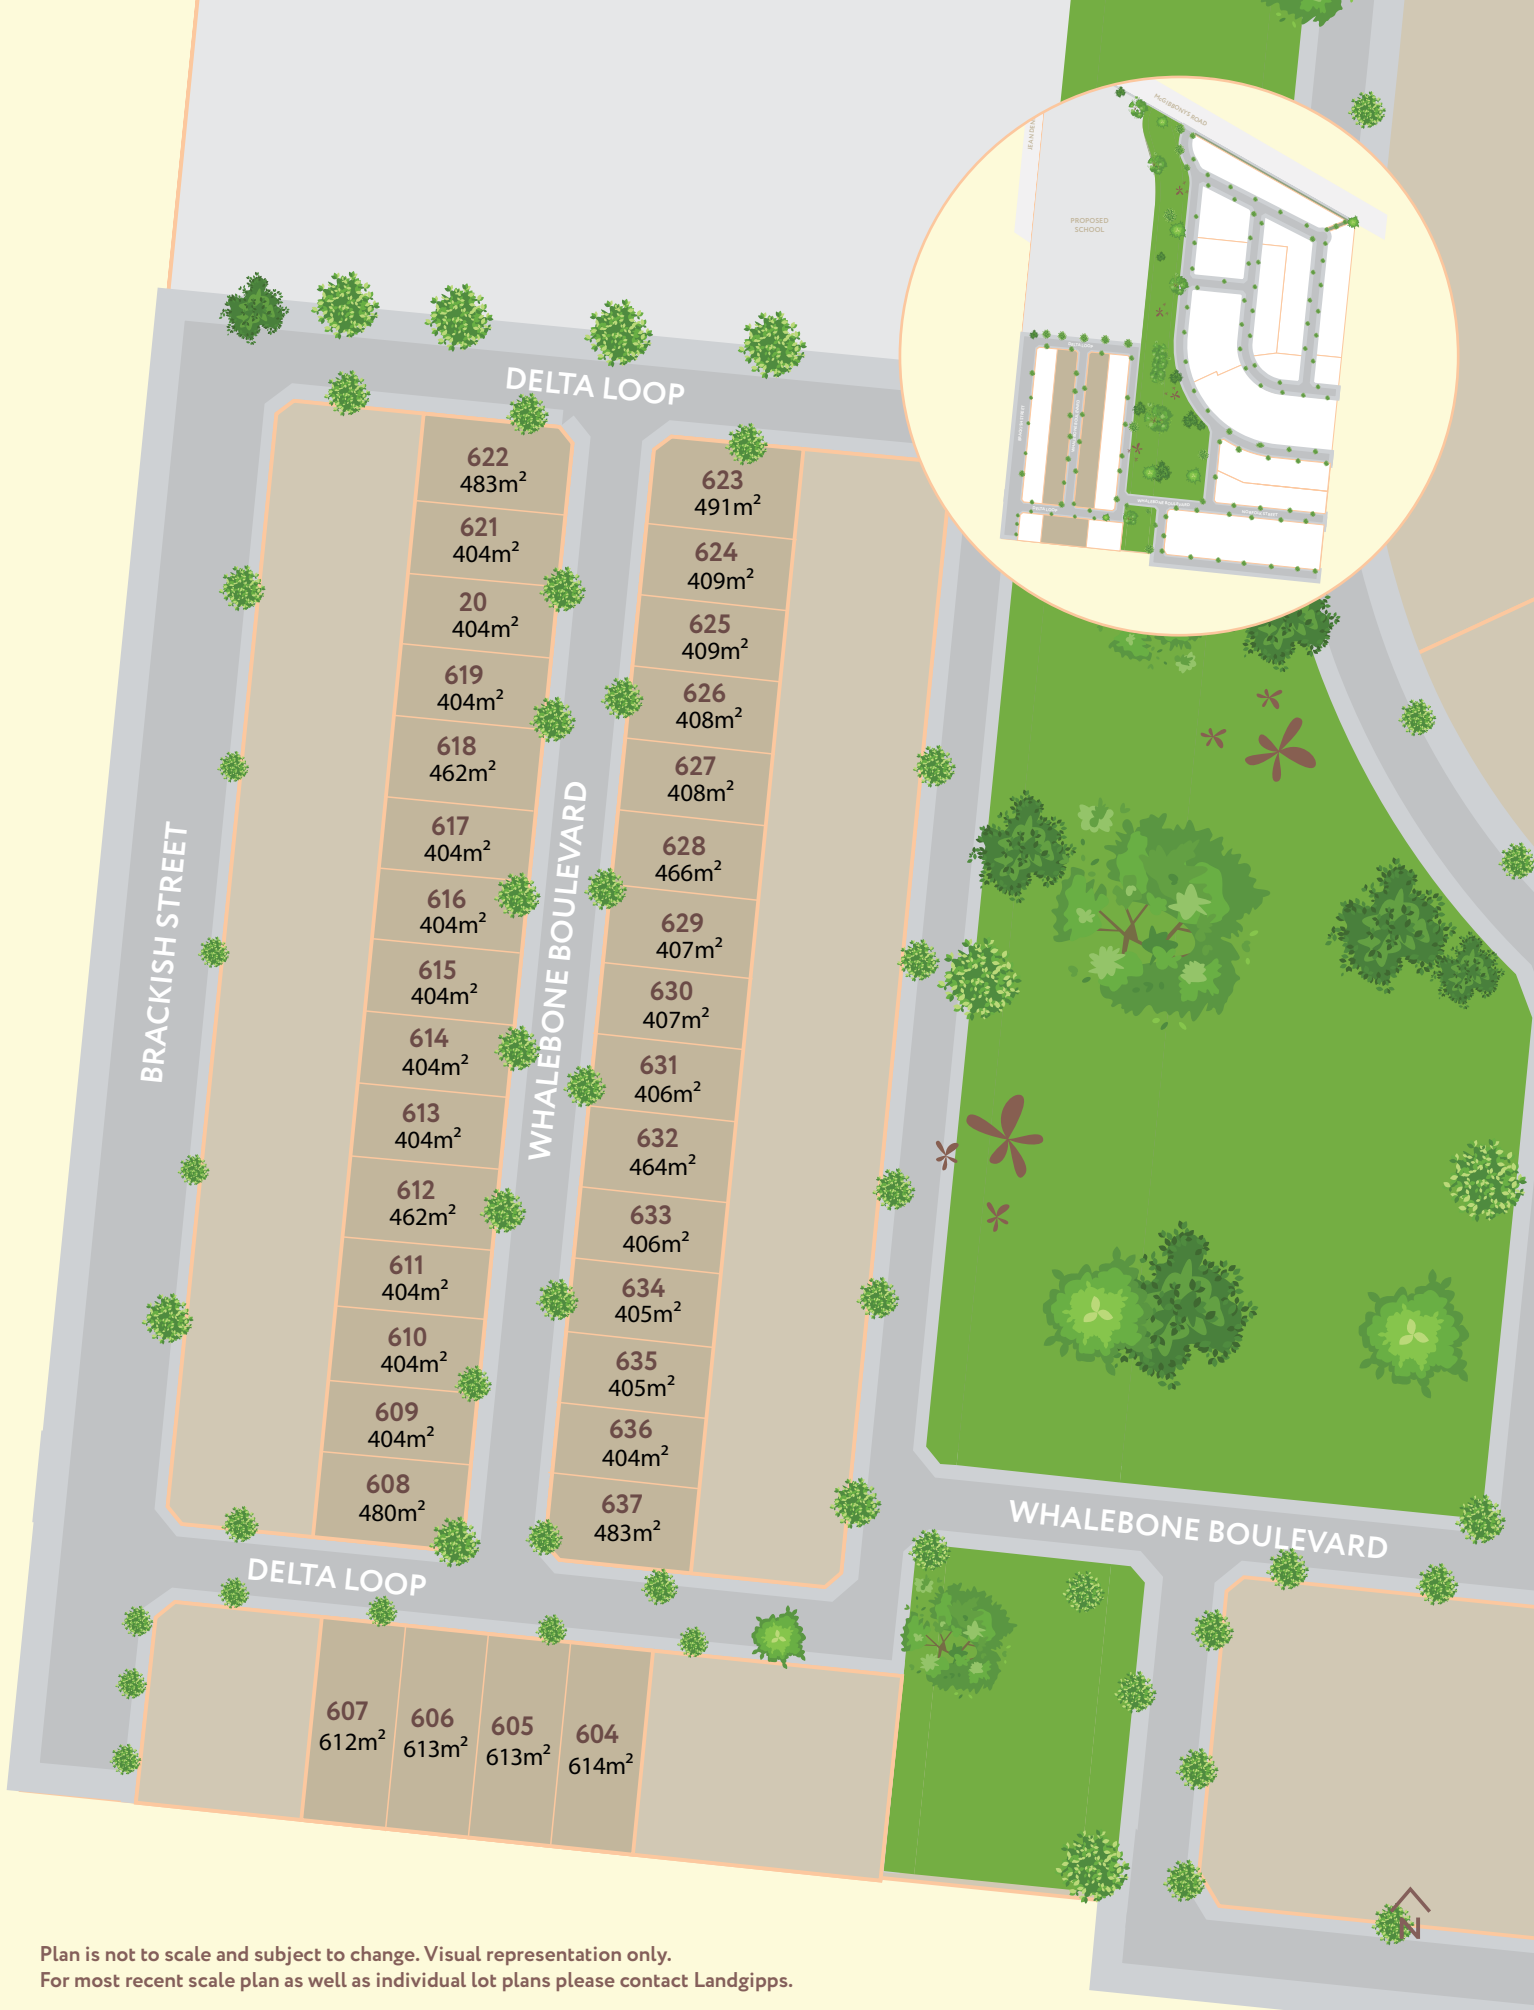 McGIBBONYS ROAD
PROPOSED
SCHOOL
DELTA LOOP
622
483m²
621
404m²
20
404m²
619
404m²
618
462m²
617
404m²
616
404m²
615
404m²
614
404m²
613
404m²
612
462m²
611
404m²
610
404m²
609
404m²
608
480m²
623
491m²
624
409m²
625
409m²
626
408m²
627
408m²
628
466m²
629
407m²
630
407m²
631
406m²
632
464m²
633
406m²
634
405m²
635
405m²
636
404m²
637
483m²
BRACKISH STREET
WHALEBONE BOULEVARD
WHALEBONE BOULEVARD
DELTA LOOP
607
612m²
606
613m²
605
613m²
604
614m²
N
Plan is not to scale and subject to change. Visual representation only.
For most recent scale plan as well as individual lot plans please contact Landgipps.